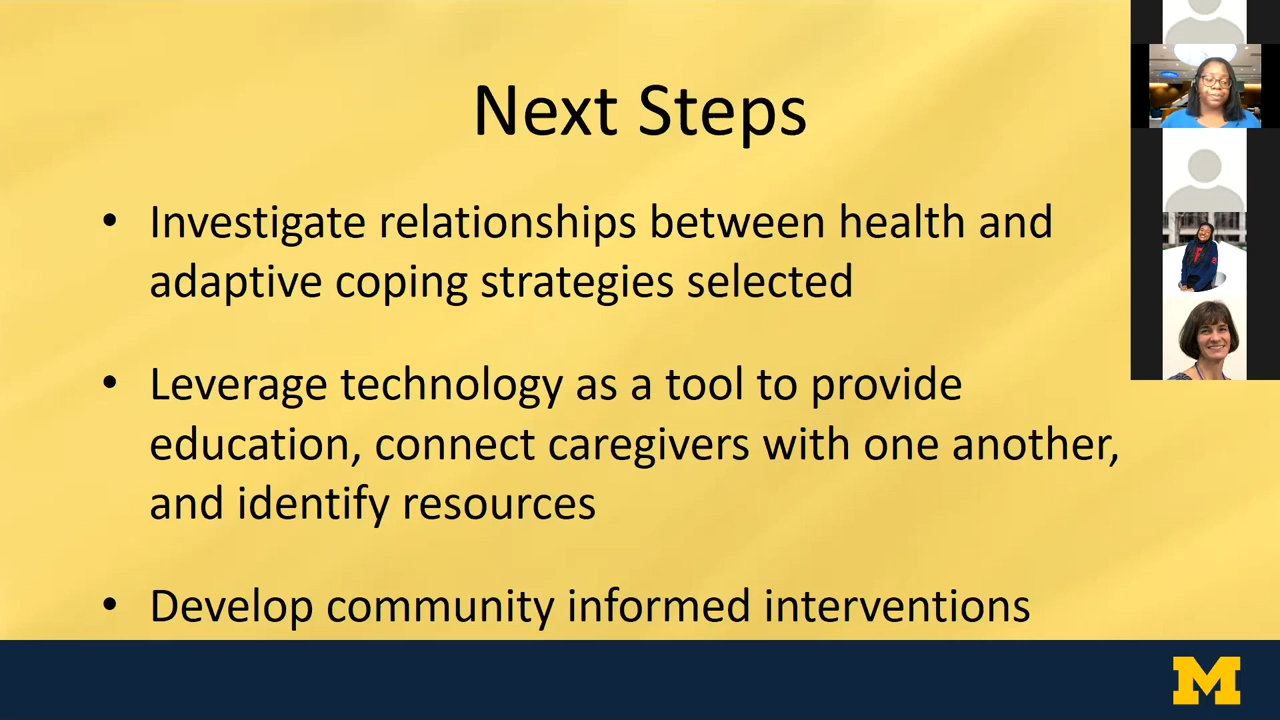 Next Steps
• Investigate relationships between health and
adaptive coping strategies selected
• Leverage technology as a tool to provide
education, connect caregivers with one another,
and identify resources
• Develop community informed interventions
M